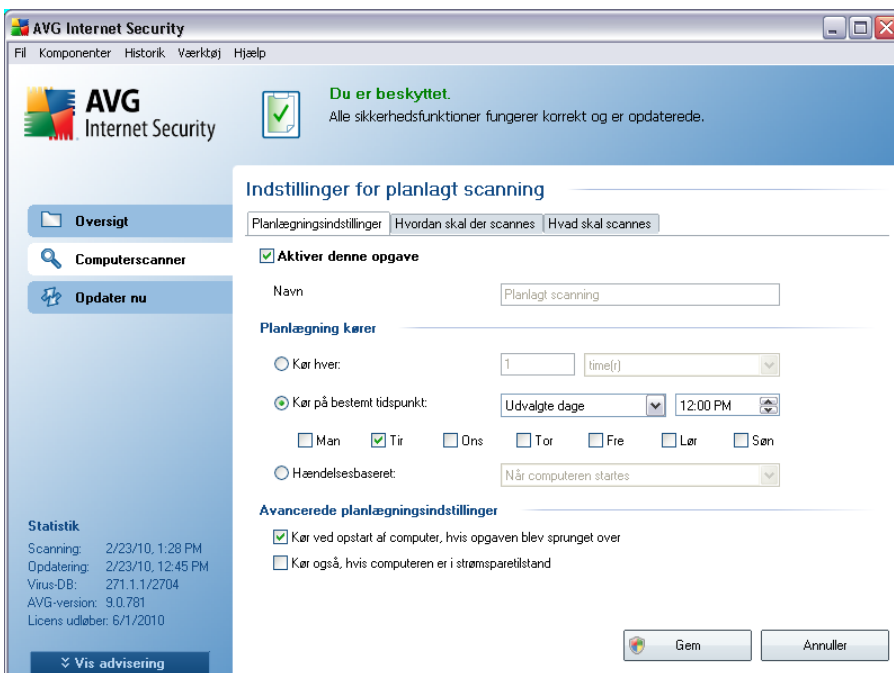 AVG Internet Security
Fil Komponenter Historik Værktøj Hjælp
AVG
Internet Security
Du er beskyttet.
Alle sikkerhedsfunktioner fungerer korrekt og er opdaterede.
Oversigt
Computerscanner
Opdater nu
Indstillinger for planlagt scanning
Planlægningsindstillinger Hvordan skal der scannes Hvad skal scannes
Aktiver denne opgave
Navn Planlagt scanning
Planlægning kører
Kør hver: 1 time(r)
Kør på bestemt tidspunkt: Udvalgte dage 12:00 PM
Man Tir Ons Tor Fre Lør Søn
Hændelsesbaseret: Når computeren startes
Avancerede planlægningsindstillinger
Kør ved opstart af computer, hvis opgaven blev sprunget over
Kør også, hvis computeren er i strømsparetilstand
Statistik
Scanning: 2/23/10, 1:28 PM
Opdatering: 2/23/10, 12:45 PM
Virus-DB: 271.1.1/2704
AVG-version: 9.0.781
Licens udløber: 6/1/2010
Vis advisering
Gem Annuller